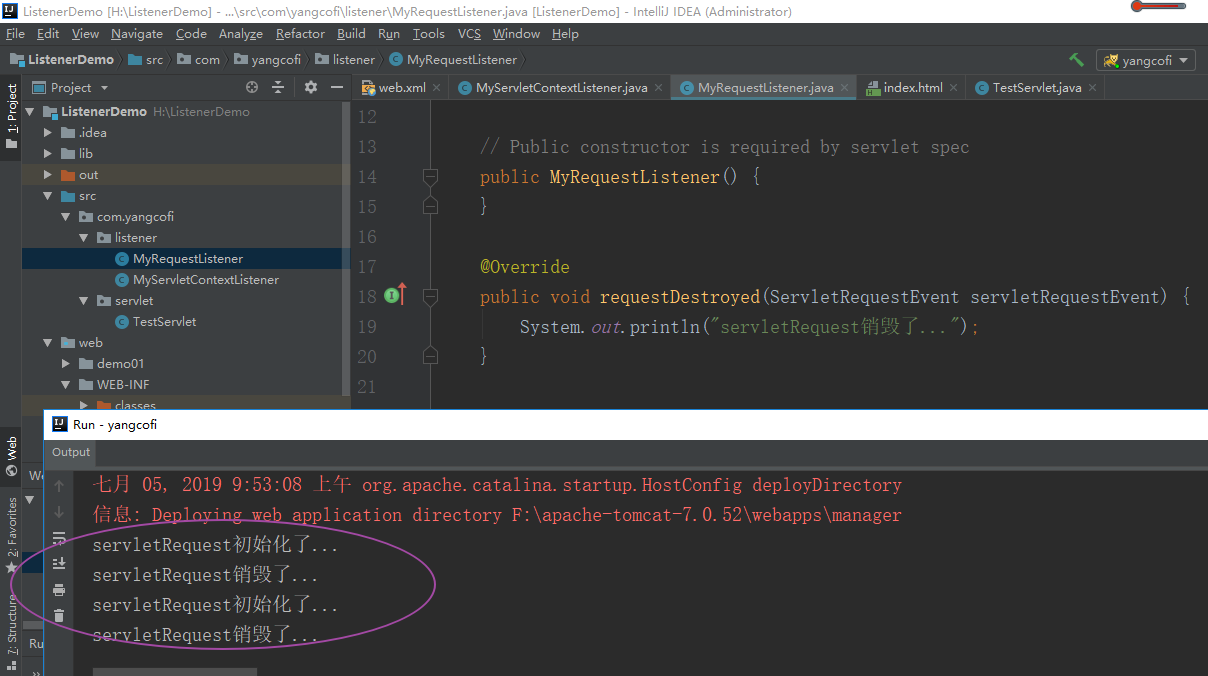 ListenerDemo [H:\ListenerDemo] - ...\src\com\yangcofi\listener\MyRequestListener.java [ListenerDemo] - IntelliJ IDEA (Administrator)
File Edit View Navigate Code Analyze Refactor Build Run Tools VCS Window Help
ListenerDemo src com yangcofi listener MyRequestListener yangcofi
1: Project
Project
web.xml MyServletContextListener.java MyRequestListener.java index.html TestServlet.java
ListenerDemo H:\ListenerDemo
.idea
lib
out
src
com.yangcofi
listener
MyRequestListener
MyServletContextListener
servlet
TestServlet
web
demo01
WEB-INF
classes
12
13 // Public constructor is required by servlet spec
14 public MyRequestListener() {
15 }
16
17 @Override
18 public void requestDestroyed(ServletRequestEvent servletRequestEvent) {
19 System.out.println("servletRequest销毁了...");
20 }
21
Web
2: Favorites
7: Structure
We
Ru
Run - yangcofi
Output
七月 05, 2019 9:53:08 上午 org.apache.catalina.startup.HostConfig deployDirectory
信息: Deploying web application directory F:\apache-tomcat-7.0.52\webapps\manager
servletRequest初始化了...
servletRequest销毁了...
servletRequest初始化了...
servletRequest销毁了...